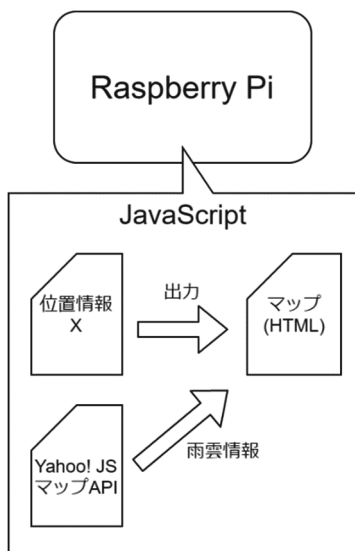 Raspberry Pi
JavaScript
位置情報
X
出力
マップ
(HTML)
Yahoo! JS
マップAPI
雨雲情報